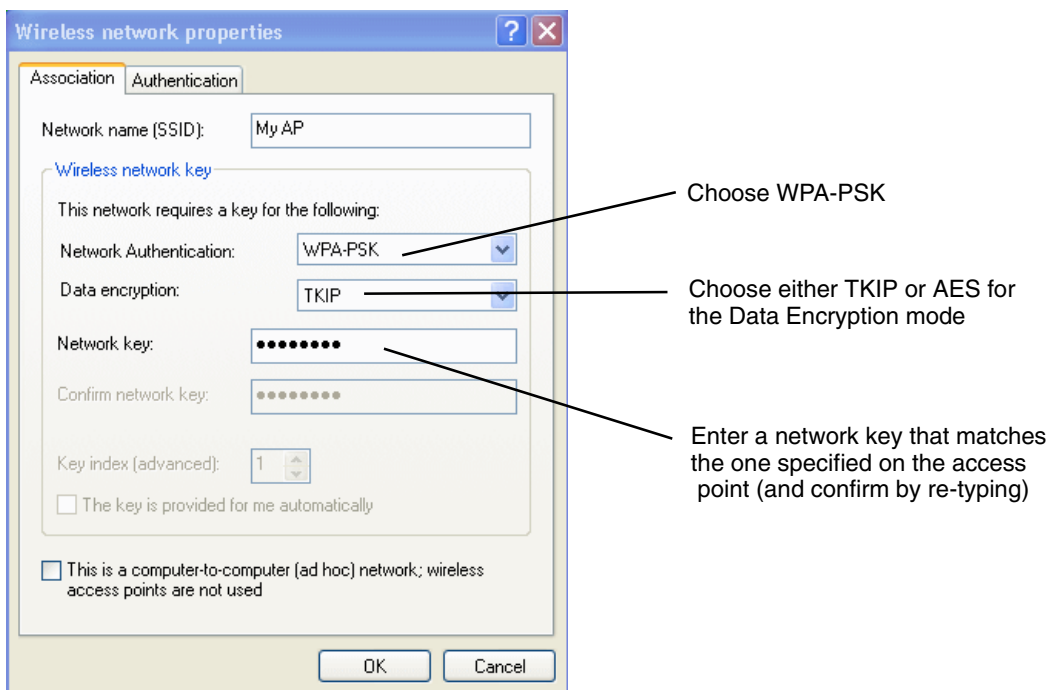 Wireless network properties
Association
Authentication
Network name (SSID):
My AP
Wireless network key
This network requires a key for the following:
Network Authentication:
WPA-PSK
Data encryption:
TKIP
Network key:
••••••••
Confirm network key:
••••••••
Key index (advanced):
1
The key is provided for me automatically
This is a computer-to-computer (ad hoc) network; wireless
access points are not used
OK
Cancel
Choose WPA-PSK
Choose either TKIP or AES for
the Data Encryption mode
Enter a network key that matches
the one specified on the access
point (and confirm by re-typing)